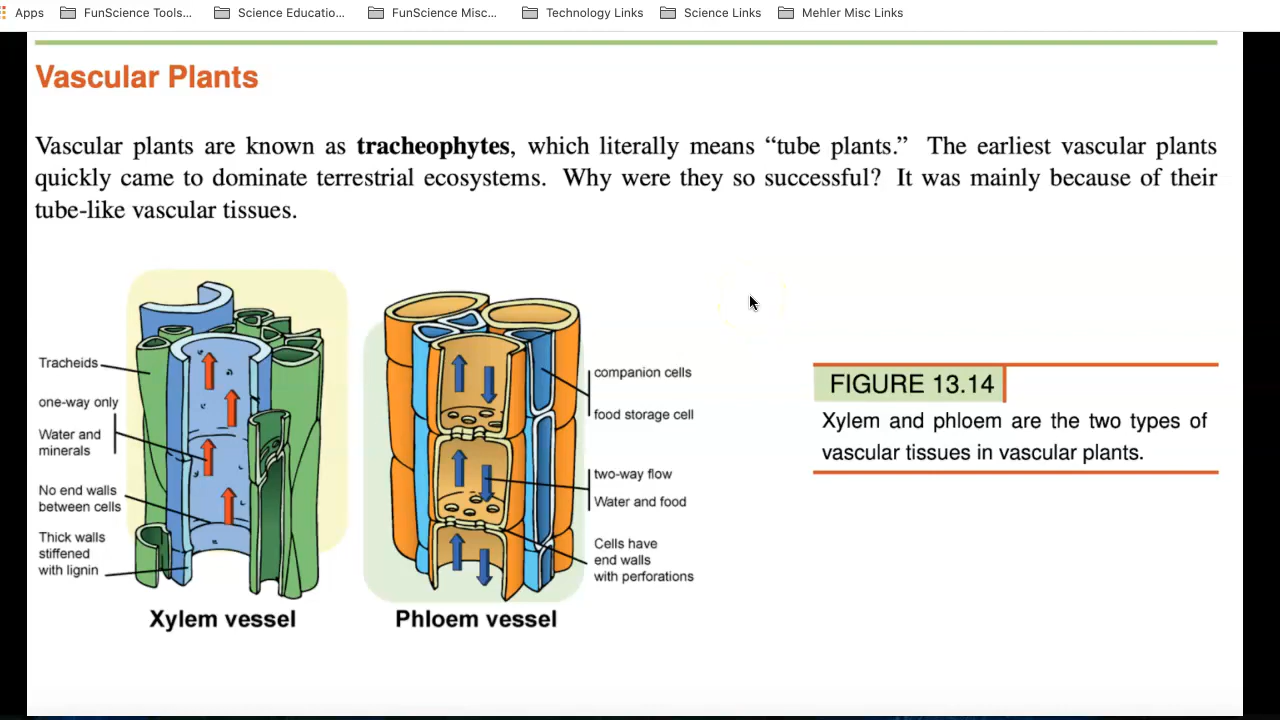 Apps FunScience Tools... Science Educatio... FunScience Misc... Technology Links Science Links Mehler Misc Links
Vascular Plants
Vascular plants are known as tracheophytes, which literally means “tube plants.” The earliest vascular plants
quickly came to dominate terrestrial ecosystems. Why were they so successful? It was mainly because of their
tube-like vascular tissues.
Tracheids
one-way only
Water and
minerals
No end walls
between cells
Thick walls
stiffened
with lignin
Xylem vessel
companion cells
food storage cell
two-way flow
Water and food
Cells have
end walls
with perforations
Phloem vessel
FIGURE 13.14
Xylem and phloem are the two types of
vascular tissues in vascular plants.